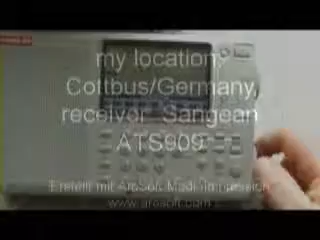 my location:
Cottbus/Germany,
receiver: Sangean
ATS909
Erstellt mit ArcSoft MediaImpression
www.arcsoft.com